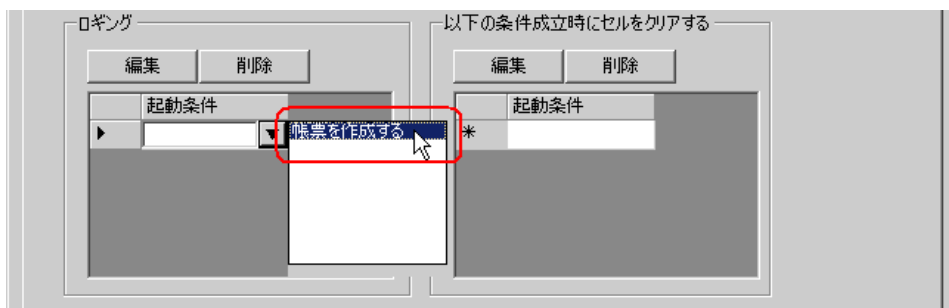 ロギング
編集 削除
起動条件
帳票を作成する
以下の条件成立時にセルをクリアする
編集 削除
起動条件
*